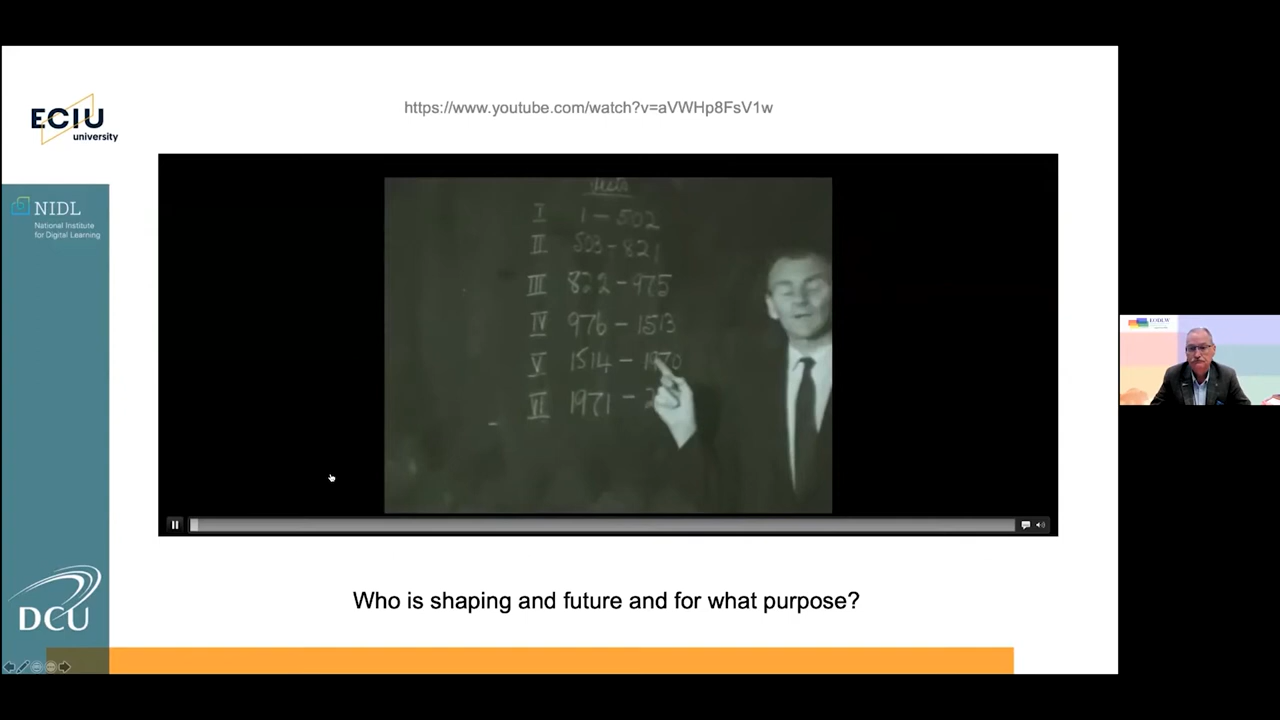 https://www.youtube.com/watch?v=aVWHp8FsV1w
ECIU
university
NIDL
National Institute
for Digital Learning
I 1 – 502
II 503 – 821
III 822 – 975
IV 976 – 1513
V 1514 – 1970
VI 1971 – 2
DCU
Who is shaping and future and for what purpose?